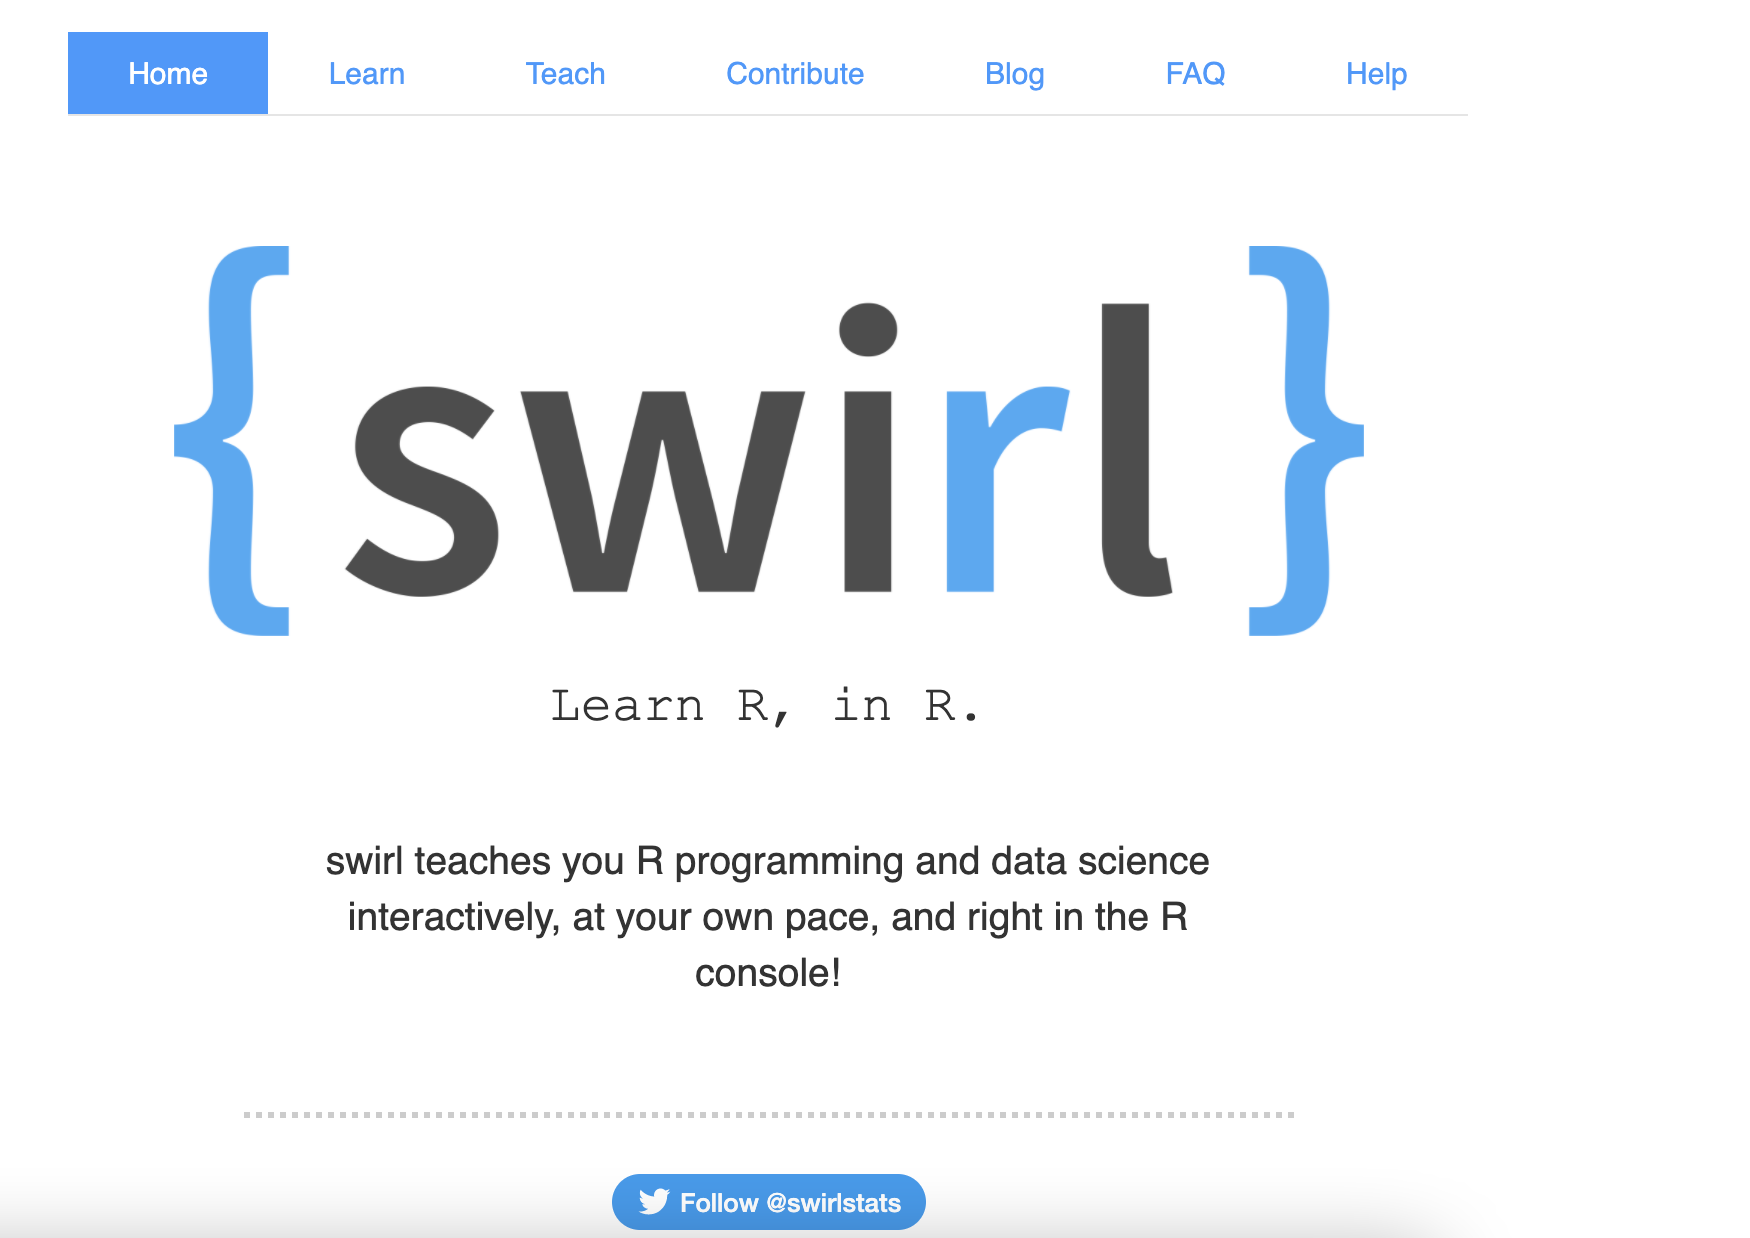 Home Learn Teach Contribute Blog FAQ Help
{swirl}
Learn R, in R.
swirl teaches you R programming and data science
interactively, at your own pace, and right in the R
console!
Follow @swirlstats